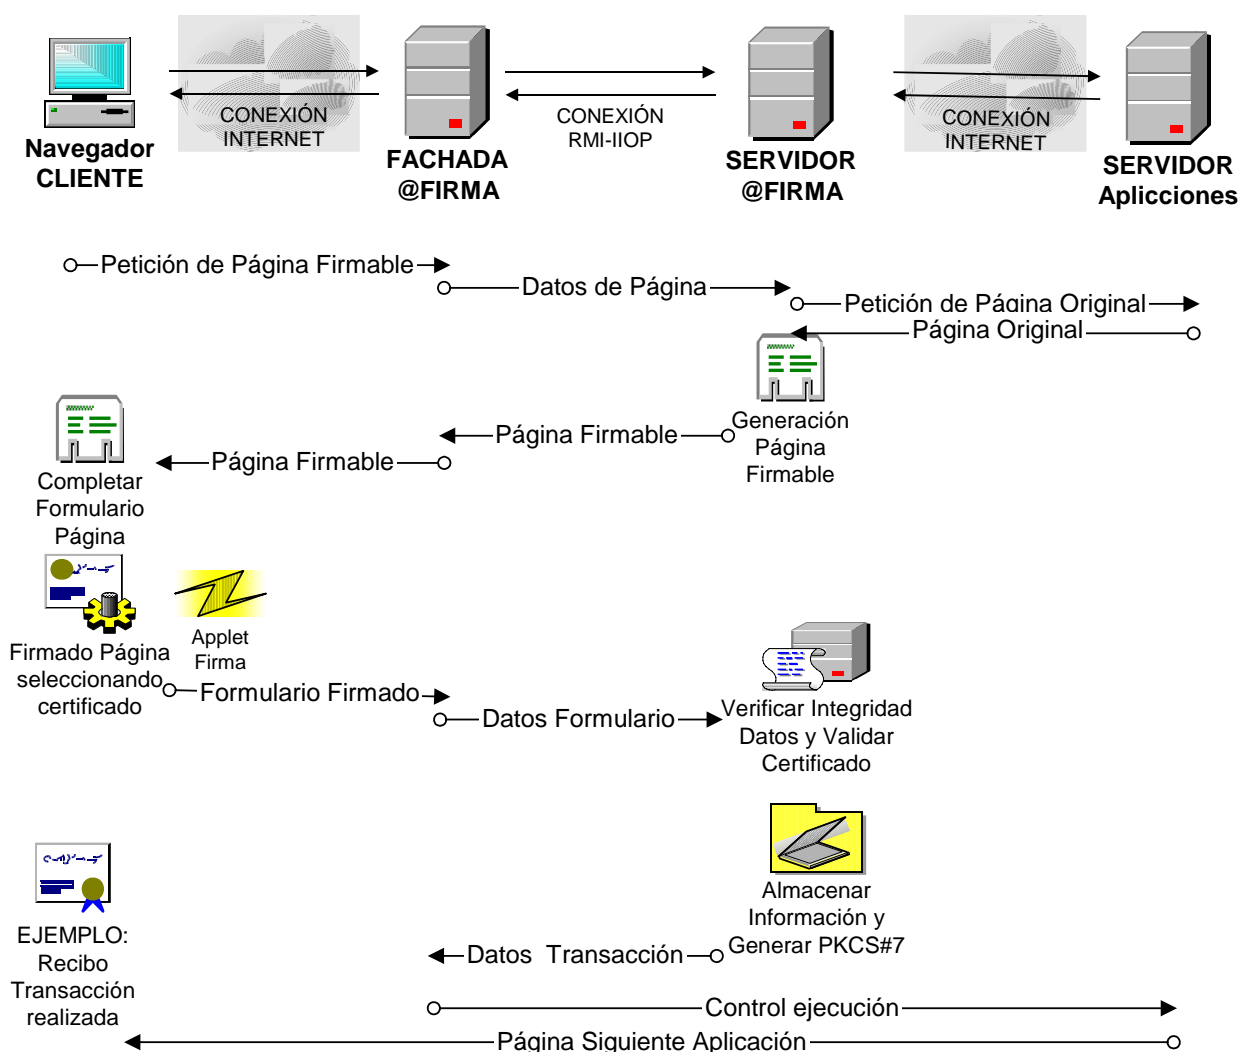 CONEXIÓN
INTERNET
CONEXIÓN
RMI-IIOP
CONEXIÓN
INTERNET
Navegador
CLIENTE
FACHADA
@FIRMA
SERVIDOR
@FIRMA
SERVIDOR
Aplicciones
Petición de Página Firmable
Datos de Página
Petición de Página Original
Página Original
Generación
Página
Firmable
Página Firmable
Página Firmable
Completar
Formulario
Página
Applet
Firma
Firmado Página
seleccionando
certificado
Formulario Firmado
Datos Formulario
Verificar Integridad
Datos y Validar
Certificado
Almacenar
Información y
Generar PKCS#7
EJEMPLO:
Recibo
Transacción
realizada
Datos Transacción
Control ejecución
Página Siguiente Aplicación